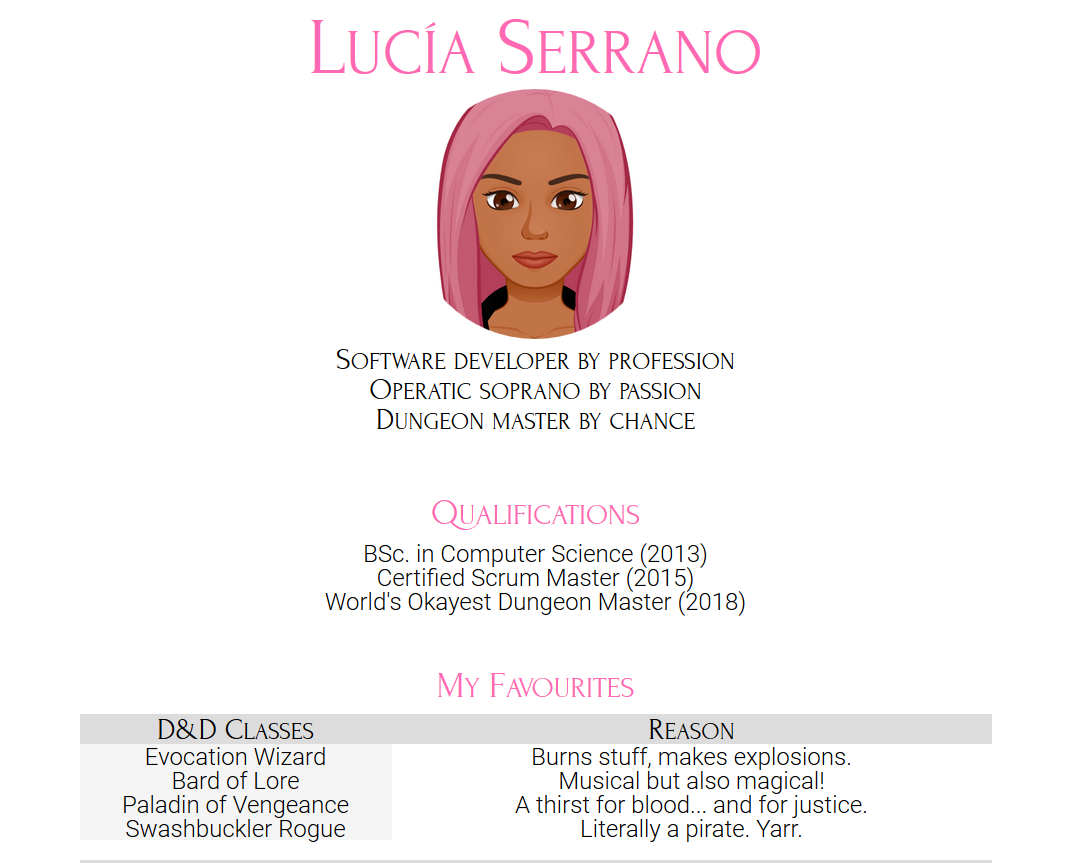 Lucía Serrano
Software developer by profession
Operatic soprano by passion
Dungeon master by chance
Qualifications
BSc. in Computer Science (2013)
Certified Scrum Master (2015)
World's Okayest Dungeon Master (2018)
My Favourites
D&D Classes Reason
Evocation Wizard Burns stuff, makes explosions.
Bard of Lore Musical but also magical!
Paladin of Vengeance A thirst for blood... and for justice.
Swashbuckler Rogue Literally a pirate. Yarr.